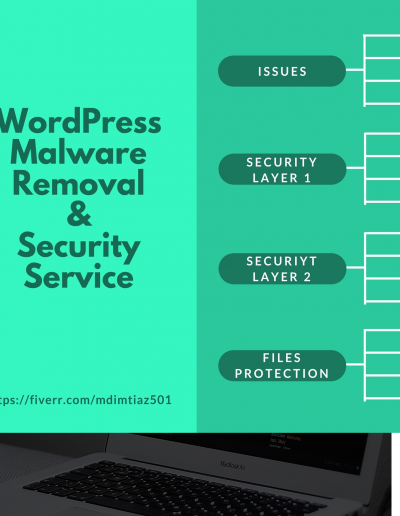 WordPress
Malware
Removal
&
Security
Service
tps://fiverr.com/mdimtiaz501
ISSUES
SECURITY
LAYER 1
SECURIYT
LAYER 2
FILES
PROTECTION